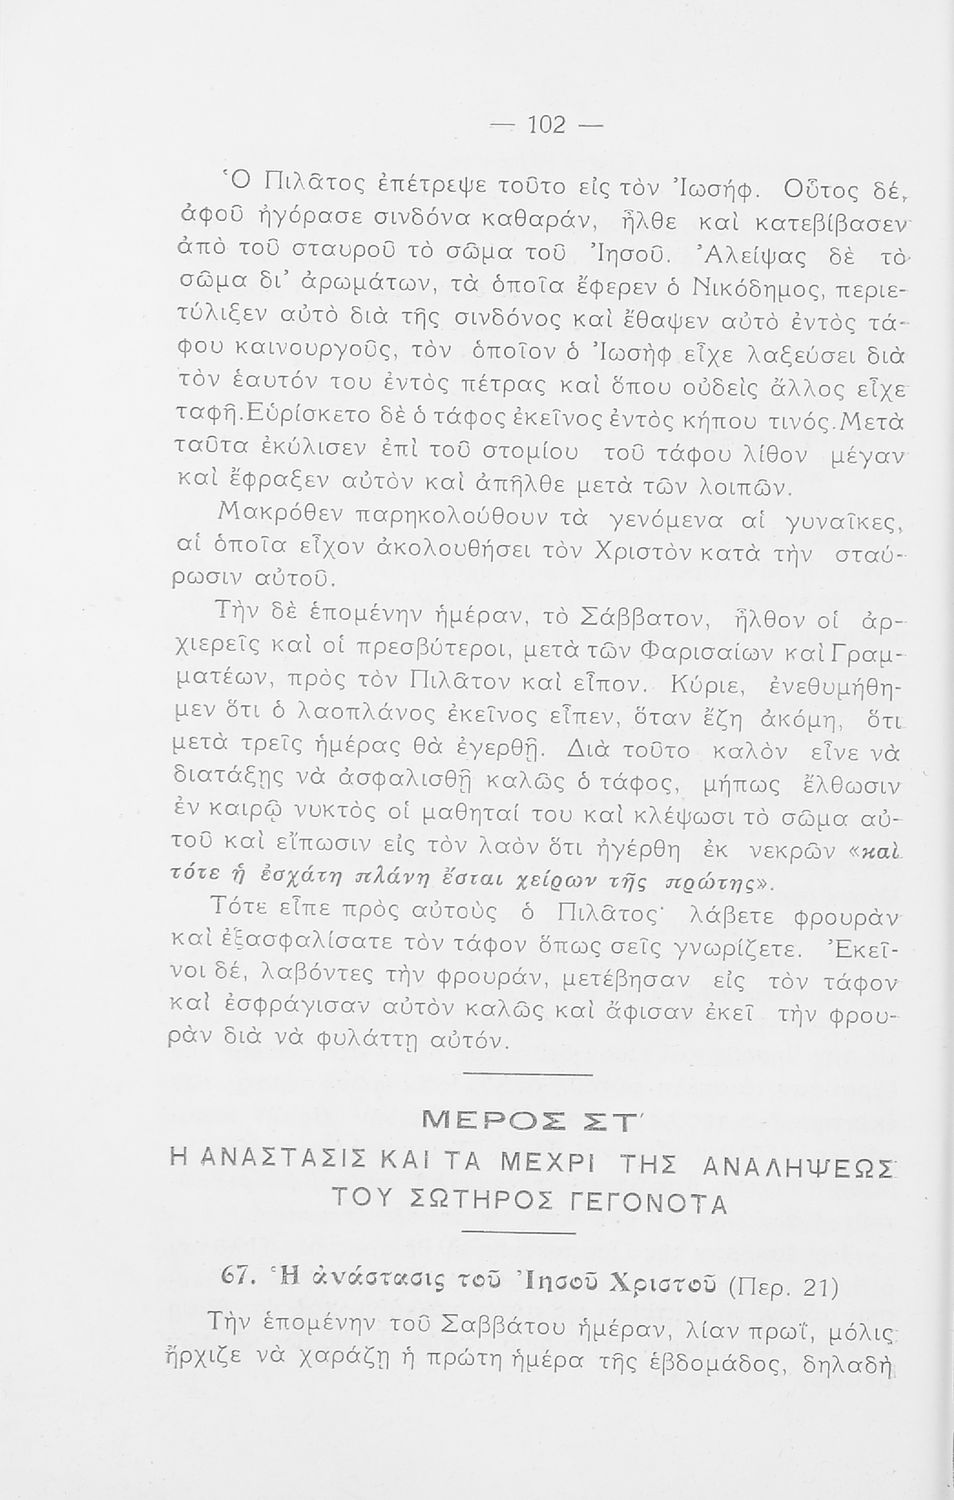 — 102 —
Ὁ Πιλᾶτος ἐπέτρεψε τοῦτο εἰς τὸν Ἰωσήφ. Οὗτος δέ,
ἀφοῦ ἠγόρασε σινδόνα καθαράν, ἦλθε καὶ κατεβίβασεν
ἀπὸ τοῦ σταυροῦ τὸ σῶμα τοῦ Ἰησοῦ. Ἀλείψας δὲ τὸ
σῶμα δι’ ἀρωμάτων, τὰ ὁποῖα ἔφερεν ὁ Νικόδημος, περιε-
τύλιξεν αὐτὸ διὰ τῆς σινδόνος καὶ ἔθαψεν αὐτὸ ἐντὸς τά-
φου καινουργοῦς, τὸν ὁποῖον ὁ Ἰωσὴφ εἶχε λαξεύσει διὰ
τὸν ἑαυτόν του ἐντὸς πέτρας καὶ ὅπου οὐδεὶς ἄλλος εἶχε
ταφῆ. Εὑρίσκετο δὲ ὁ τάφος ἐκεῖνος ἐντὸς κήπου τινός. Μετὰ
ταῦτα ἐκύλισεν ἐπὶ τοῦ στομίου τοῦ τάφου λίθον μέγαν
καὶ ἔφραξεν αὐτὸν καὶ ἀπῆλθε μετὰ τῶν λοιπῶν.
Μακρόθεν παρηκολούθουν τὰ γενόμενα αἱ γυναῖκες,
αἱ ὁποῖα εἶχον ἀκολουθήσει τὸν Χριστὸν κατὰ τὴν σταύ-
ρωσιν αὐτοῦ.
Τὴν δὲ ἑπομένην ἡμέραν, τὸ Σάββατον, ἦλθον οἱ ἀρ-
χιερεῖς καὶ οἱ πρεσβύτεροι, μετὰ τῶν Φαρισαίων καὶ Γραμ-
ματέων, πρὸς τὸν Πιλᾶτον καὶ εἶπον. Κύριε, ἐνεθυμήθη-
μεν ὅτι ὁ λαοπλάνος ἐκεῖνος εἶπεν, ὅταν ἔζη ἀκόμη, ὅτι
μετὰ τρεῖς ἡμέρας θὰ ἐγερθῇ. Διὰ τοῦτο καλὸν εἶνε νὰ
διατάξῃς νὰ ἀσφαλισθῇ καλῶς ὁ τάφος, μήπως ἔλθωσιν
ἐν καιρῷ νυκτὸς οἱ μαθηταί του καὶ κλέψωσι τὸ σῶμα αὐ-
τοῦ καὶ εἴπωσιν εἰς τὸν λαὸν ὅτι ἠγέρθη ἐκ νεκρῶν «καὶ
τότε ἡ ἐσχάτη πλάνη ἔσται χείρων τῆς πρώτης».
Τότε εἶπε πρὸς αὐτοὺς ὁ Πιλᾶτος· λάβετε φρουρὰν
καὶ ἐξασφαλίσατε τὸν τάφον ὅπως σεῖς γνωρίζετε. Ἐκεῖ-
νοι δέ, λαβόντες τὴν φρουράν, μετέβησαν εἰς τὸν τάφον
καὶ ἐσφράγισαν αὐτὸν καλῶς καὶ ἄφισαν ἐκεῖ τὴν φρου-
ρὰν διὰ νὰ φυλάττῃ αὐτόν.
ΜΕΡΟΣ ΣΤ΄
Η ΑΝΑΣΤΑΣΙΣ ΚΑΙ ΤΑ ΜΕΧΡΙ ΤΗΣ ΑΝΑΛΗΨΕΩΣ
ΤΟΥ ΣΩΤΗΡΟΣ ΓΕΓΟΝΟΤΑ
67. Ἡ ἀνάστασις τοῦ Ἰησοῦ Χριστοῦ (Περ. 21)
Τὴν ἑπομένην τοῦ Σαββάτου ἡμέραν, λίαν πρωΐ, μόλις
ἤρχιζε νὰ χαράζῃ ἡ πρώτη ἡμέρα τῆς ἑβδομάδος, δηλαδὴ